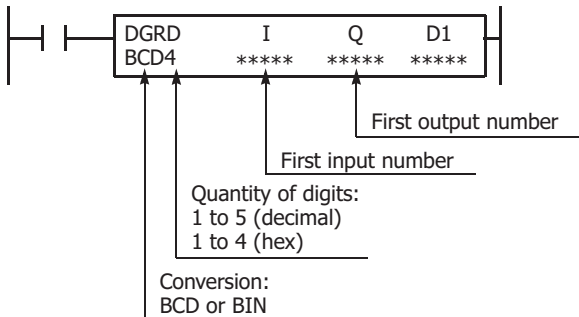 DGRD I Q D1
BCD4 ***** ***** *****
First output number
First input number
Quantity of digits:
1 to 5 (decimal)
1 to 4 (hex)
Conversion:
BCD or BIN